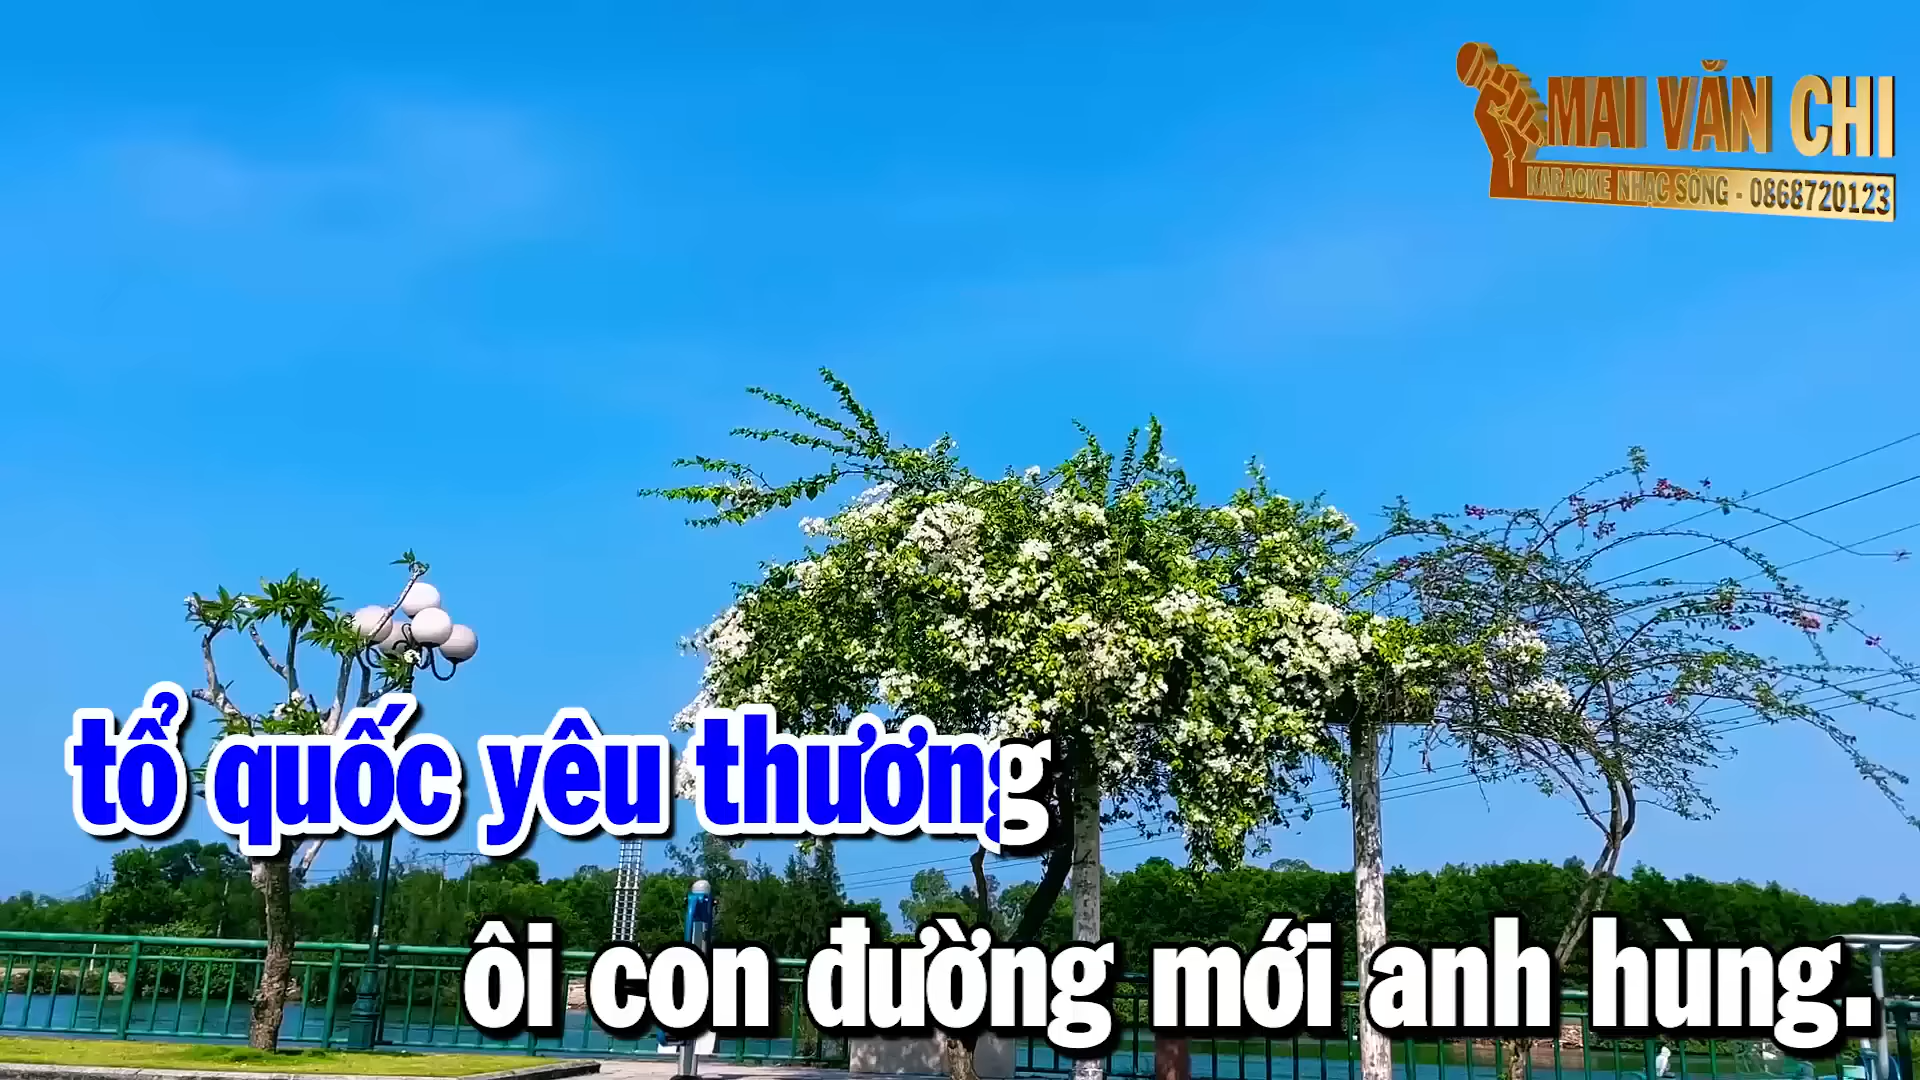 MAI VĂN CHI
KARAOKE NHẠC SỐNG - 0868720123
tổ quốc yêu thương
ôi con đường mới anh hùng.